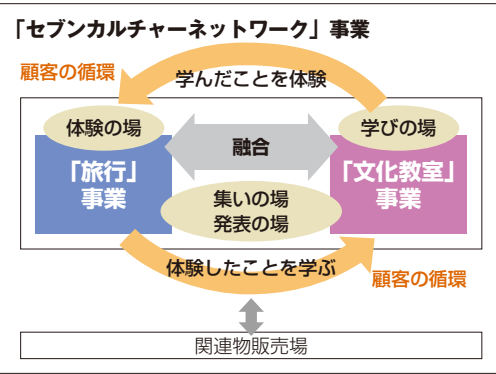 「セブンカルチャーネットワーク」事業
顧客の循環
学んだことを体験
体験の場
学びの場
融合
「旅行」
事業
「文化教室」
事業
集いの場
発表の場
体験したことを学ぶ
顧客の循環
関連物販売場